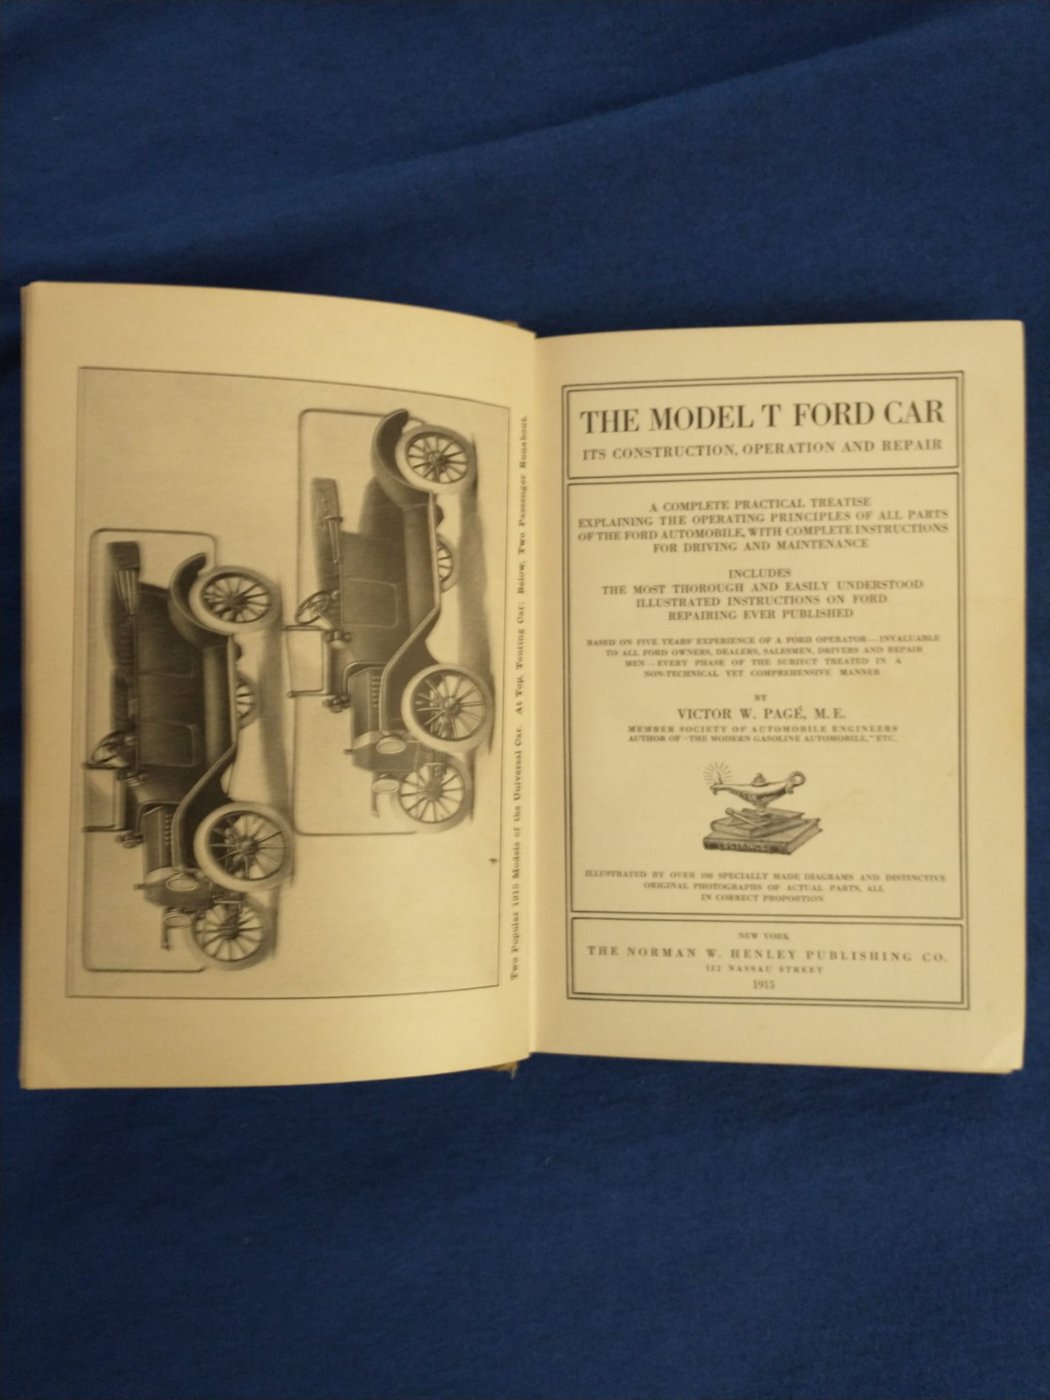 Two Popular 1915 Models of the Universal Car. At Top, Touring Car; Below, Two Passenger Runabout.
THE MODEL T FORD CAR
ITS CONSTRUCTION, OPERATION AND REPAIR
A COMPLETE PRACTICAL TREATISE
EXPLAINING THE OPERATING PRINCIPLES OF ALL PARTS
OF THE FORD AUTOMOBILE, WITH COMPLETE INSTRUCTIONS
FOR DRIVING AND MAINTENANCE
INCLUDES
THE MOST THOROUGH AND EASILY UNDERSTOOD
ILLUSTRATED INSTRUCTIONS ON FORD
REPAIRING EVER PUBLISHED
BASED ON FIVE YEARS' EXPERIENCE OF A FORD OPERATOR—INVALUABLE
TO ALL FORD OWNERS, DEALERS, SALESMEN, DRIVERS AND REPAIR
MEN—EVERY PHASE OF THE SUBJECT TREATED IN A
NON-TECHNICAL YET COMPREHENSIVE MANNER
BY
VICTOR W. PAGÉ, M. E.
MEMBER SOCIETY OF AUTOMOBILE ENGINEERS
AUTHOR OF "THE MODERN GASOLINE AUTOMOBILE," ETC.
ILLUSTRATED BY OVER 100 SPECIALLY MADE DIAGRAMS AND DISTINCTIVE
ORIGINAL PHOTOGRAPHS OF ACTUAL PARTS, ALL
IN CORRECT PROPORTION
NEW YORK
THE NORMAN W. HENLEY PUBLISHING CO.
132 NASSAU STREET
1915